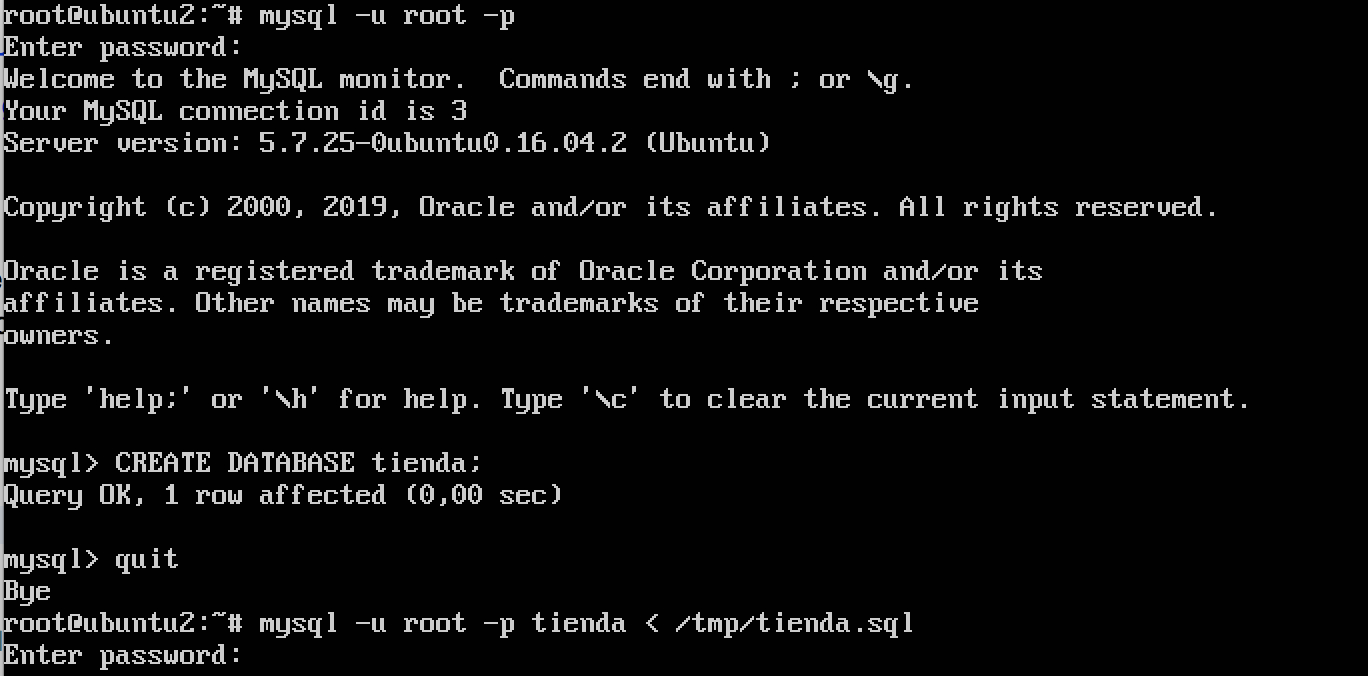 root@ubuntu2:~# mysql -u root -p
Enter password:
Welcome to the MySQL monitor.  Commands end with ; or \g.
Your MySQL connection id is 3
Server version: 5.7.25-0ubuntu0.16.04.2 (Ubuntu)
Copyright (c) 2000, 2019, Oracle and/or its affiliates. All rights reserved.
Oracle is a registered trademark of Oracle Corporation and/or its
affiliates. Other names may be trademarks of their respective
owners.
Type 'help;' or '\h' for help. Type '\c' to clear the current input statement.
mysql> CREATE DATABASE tienda;
Query OK, 1 row affected (0,00 sec)
mysql> quit
Bye
root@ubuntu2:~# mysql -u root -p tienda < /tmp/tienda.sql
Enter password: